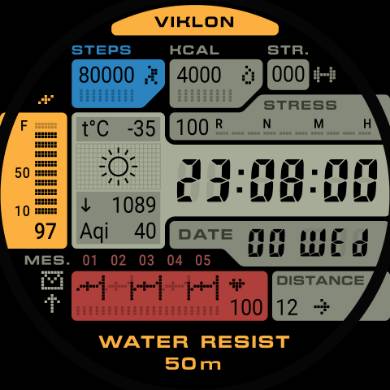 VIKLON
STEPS KCAL STR.
80000 4000 000
STRESS
F t°C -35 100 R N M H
50 23:08:00
10 ↓ 1089
97 Aqi 40 DATE 00 WEd
MES. 01 02 03 04 05 DISTANCE
100 12
WATER RESIST
50m